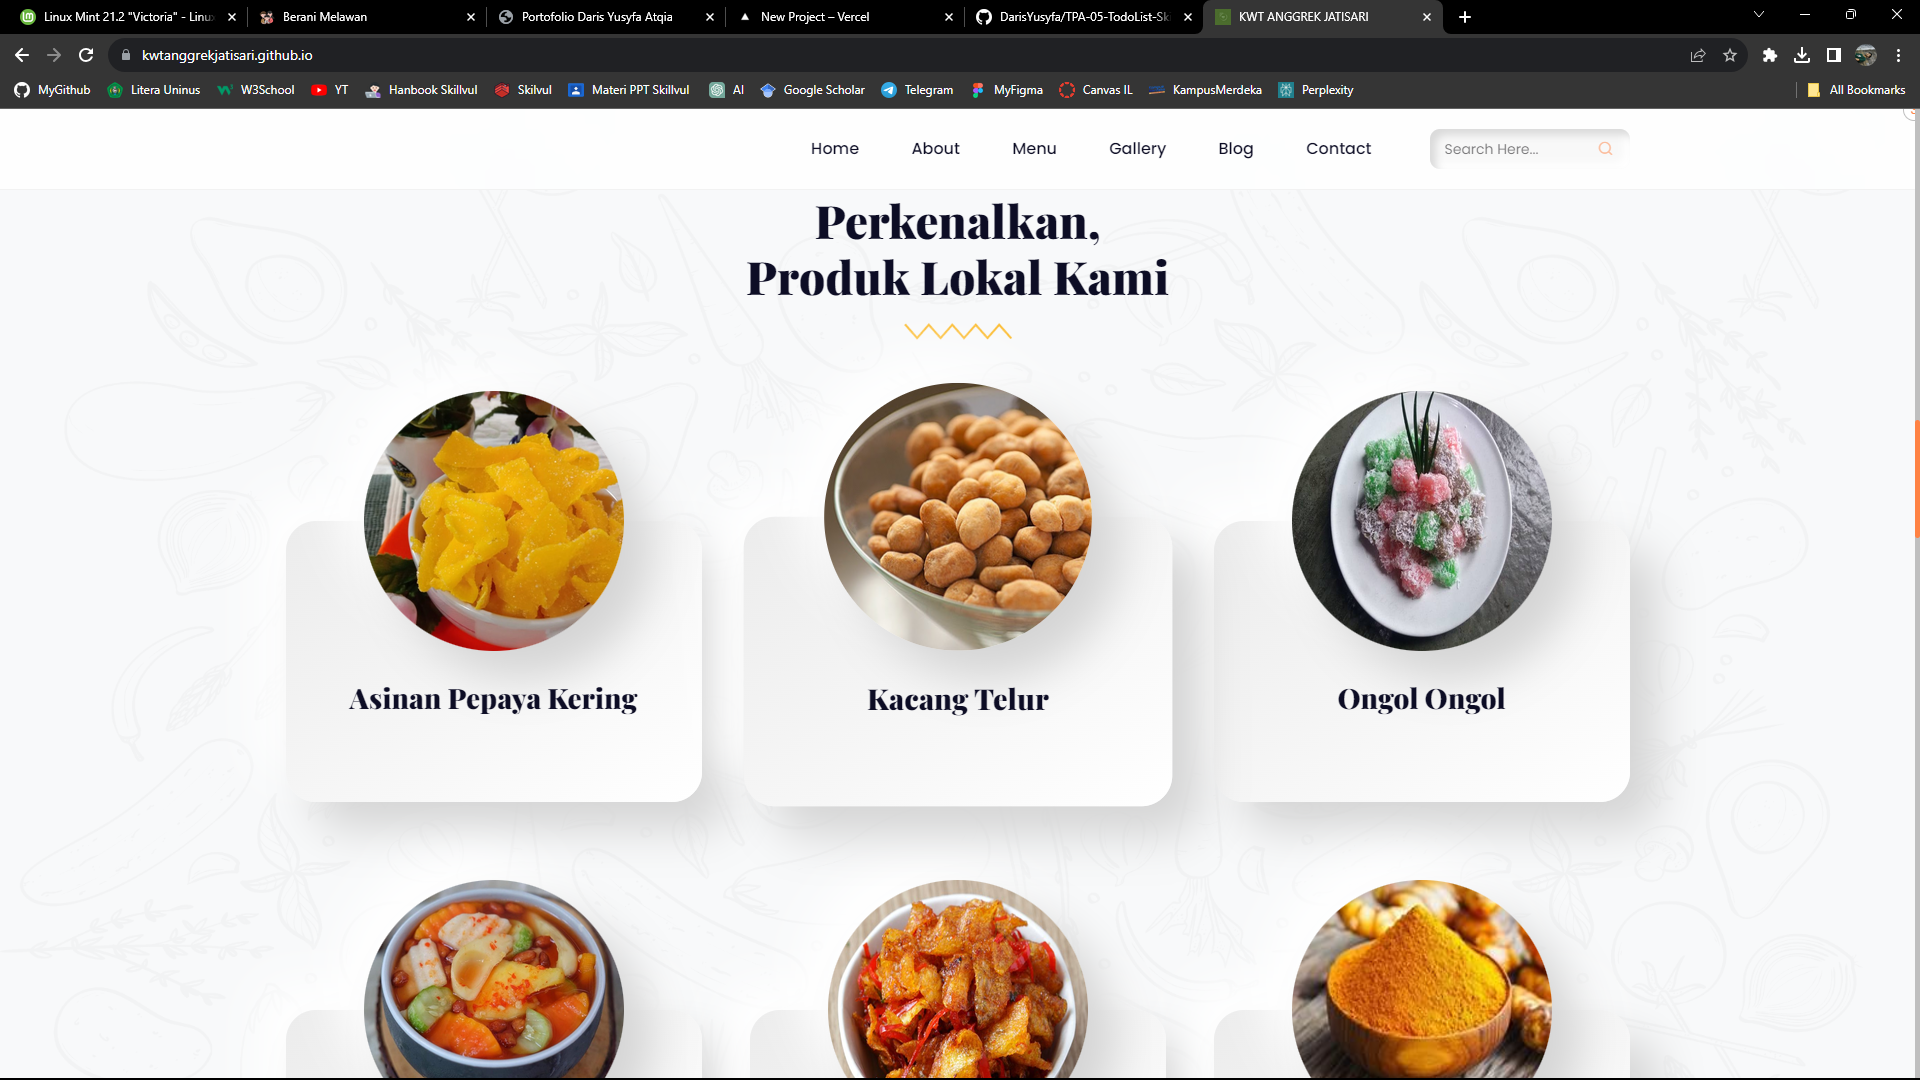 Linux Mint 21.2 "Victoria" - Linu
Berani Melawan
Portofolio Daris Yusyfa Atqia
New Project – Vercel
DarisYusyfa/TPA-05-TodoList-Sk
KWT ANGGREK JATISARI
kwtanggrekjatisari.github.io
MyGithub
Litera Uninus
W3School
YT
Hanbook Skillvul
Skilvul
Materi PPT Skillvul
AI
Google Scholar
Telegram
MyFigma
Canvas IL
KampusMerdeka
Perplexity
All Bookmarks
Home
About
Menu
Gallery
Blog
Contact
Search Here...
Perkenalkan,
Produk Lokal Kami
Asinan Pepaya Kering
Kacang Telur
Ongol Ongol